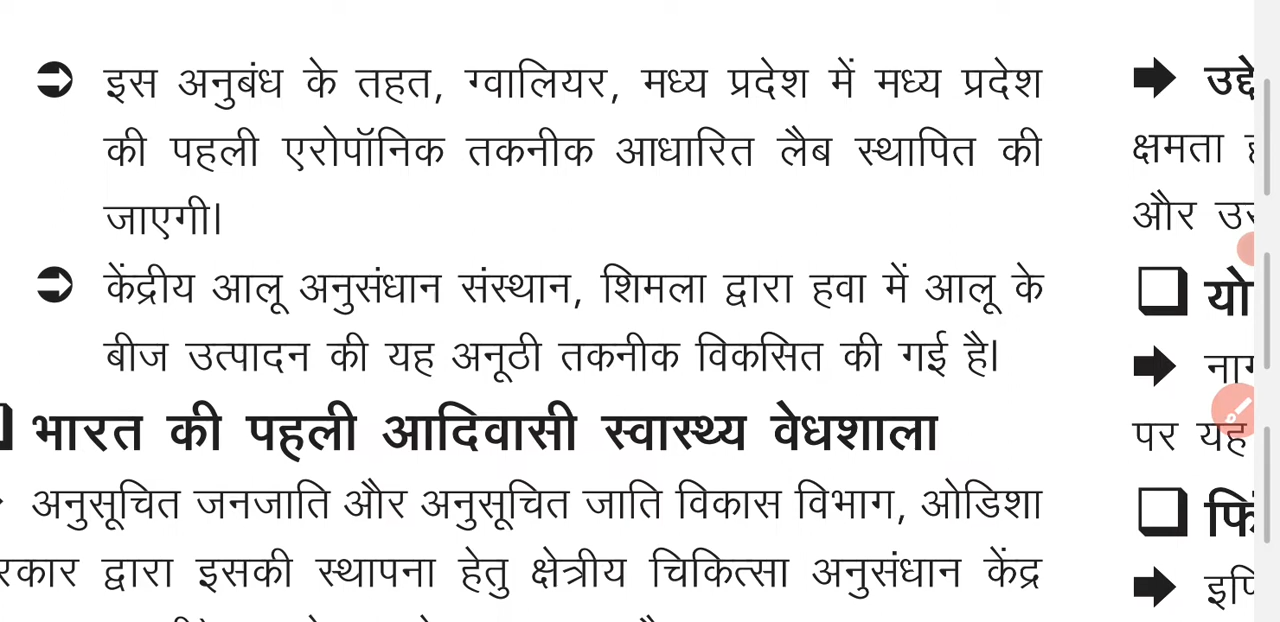 इस अनुबंध के तहत, ग्वालियर, मध्य प्रदेश में मध्य प्रदेश
की पहली एरोपॉनिक तकनीक आधारित लैब स्थापित की
जाएगी।
केंद्रीय आलू अनुसंधान संस्थान, शिमला द्वारा हवा में आलू के
बीज उत्पादन की यह अनूठी तकनीक विकसित की गई है।
भारत की पहली आदिवासी स्वास्थ्य वेधशाला
अनुसूचित जनजाति और अनुसूचित जाति विकास विभाग, ओडिशा
रकार द्वारा इसकी स्थापना हेतु क्षेत्रीय चिकित्सा अनुसंधान केंद्र
उद्दे
क्षमता
और
यो
पर यह